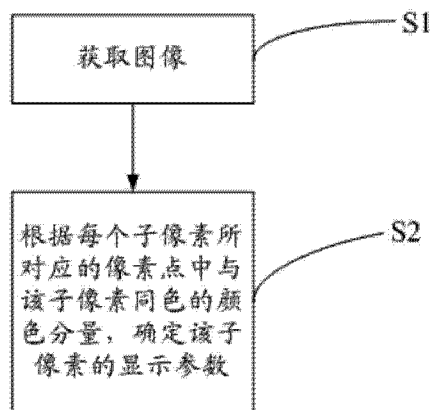 获取图像
S1
根据每个子像素所
对应的像素点中与
该子像素同色的颜
色分量，确定该子
像素的显示参数
S2